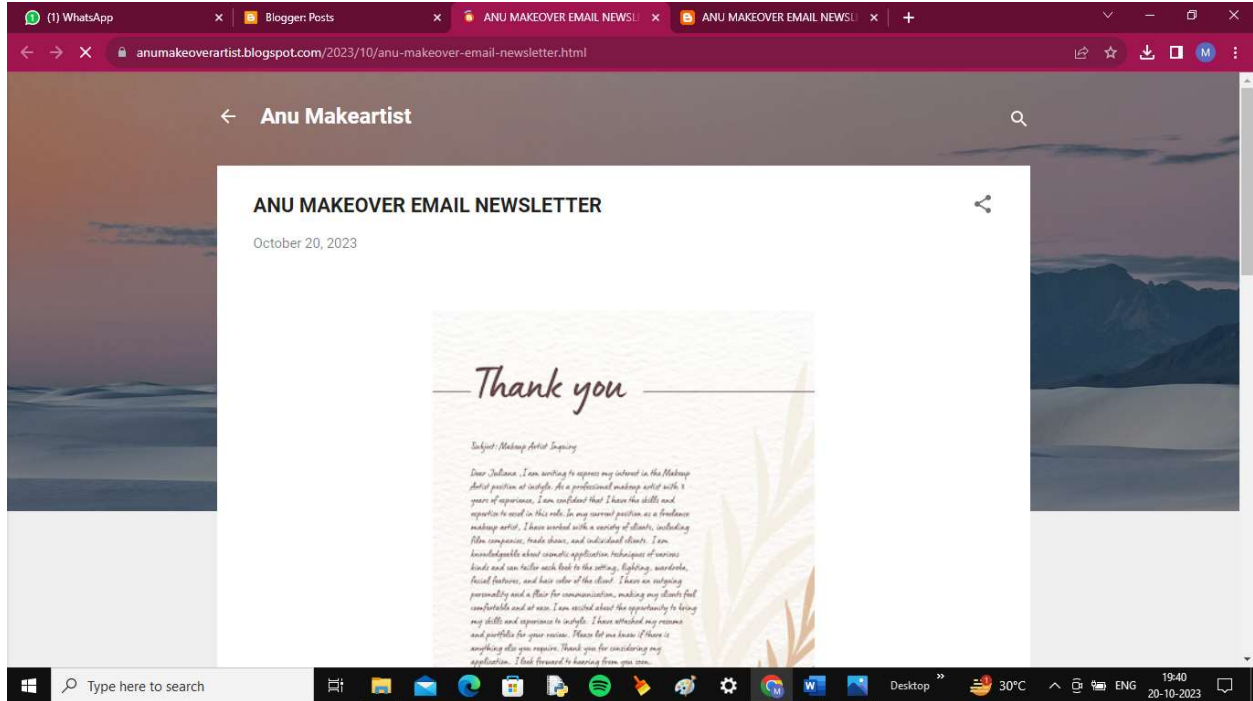 (1) WhatsApp
Blogger: Posts
ANU MAKEOVER EMAIL NEWSL
ANU MAKEOVER EMAIL NEWSL
anumakeoverartist.blogspot.com/2023/10/anu-makeover-email-newsletter.html
M
Anu Makeartist
ANU MAKEOVER EMAIL NEWSLETTER
October 20, 2023
Thank you
Subject: Makeup Artist Inquiry
Dear Juliana , I am writing to express my interest in the Makeup
Artist position at instyle. As a professional makeup artist with
years of experience, I am confident that I have the skills and
expertise to excel in this role. In my current position as a freelance
makeup artist, I have worked with a variety of clients, including
film companies, trade shows, and individual clients. I am
knowledgeable about cosmetic application techniques of various
kinds and can tailor each look to the setting, lighting, wardrobe,
facial features, and hair color of the client. I have an outgoing
personality and a flair for communication, making my clients feel
comfortable and at ease. I am excited about the opportunity to bring
my skills and experience to instyle. I have attached my resume
and portfolio for your review. Please let me know if there is
anything else you require. Thank you for considering my
application. I look forward to hearing from you soon.
Type here to search
Desktop
30°C
ENG
19:40
20-10-2023